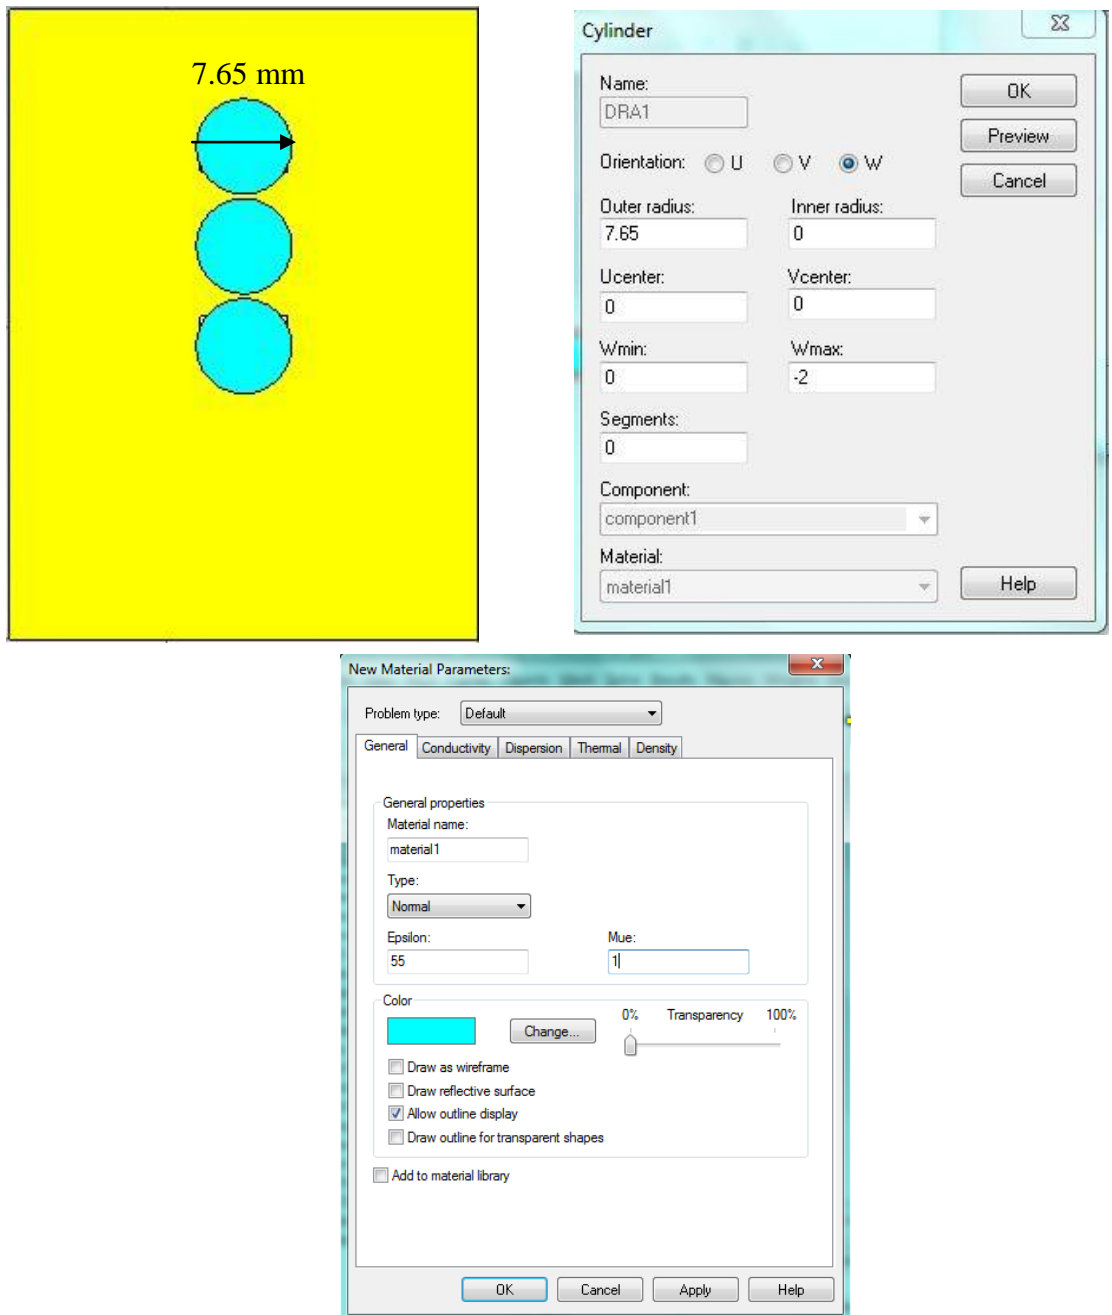 7.65 mm
Cylinder
Name:
DRA1
OK
Preview
Cancel
Orientation: U V W
Outer radius: Inner radius:
7.65 0
Ucenter: Vcenter:
0 0
Wmin: Wmax:
0 -2
Segments:
0
Component:
component1
Material:
material1
Help
New Material Parameters:
Problem type: Default
General Conductivity Dispersion Thermal Density
General properties
Material name:
material1
Type:
Normal
Epsilon: Mue:
55 1
Color
0% Transparency 100%
Change...
Draw as wireframe
Draw reflective surface
Allow outline display
Draw outline for transparent shapes
Add to material library
OK Cancel Apply Help